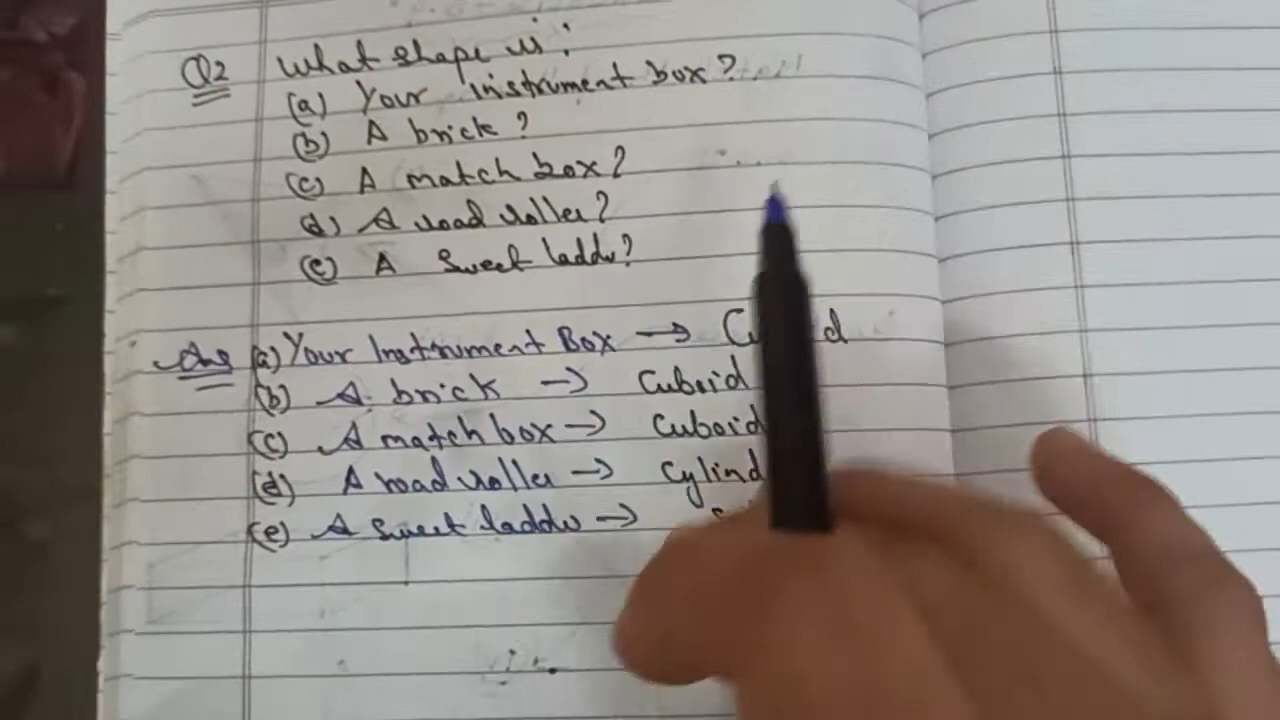 Q2 What shape is:
(a) Your instrument box?
(b) A brick?
(c) A match box?
(d) A road roller?
(e) A Sweet laddu?
Ans (a) Your Instrument Box →
(b) A brick → Cuboid
(c) A match box → Cuboid
(d) A road roller →
(e) A Sweet laddu →